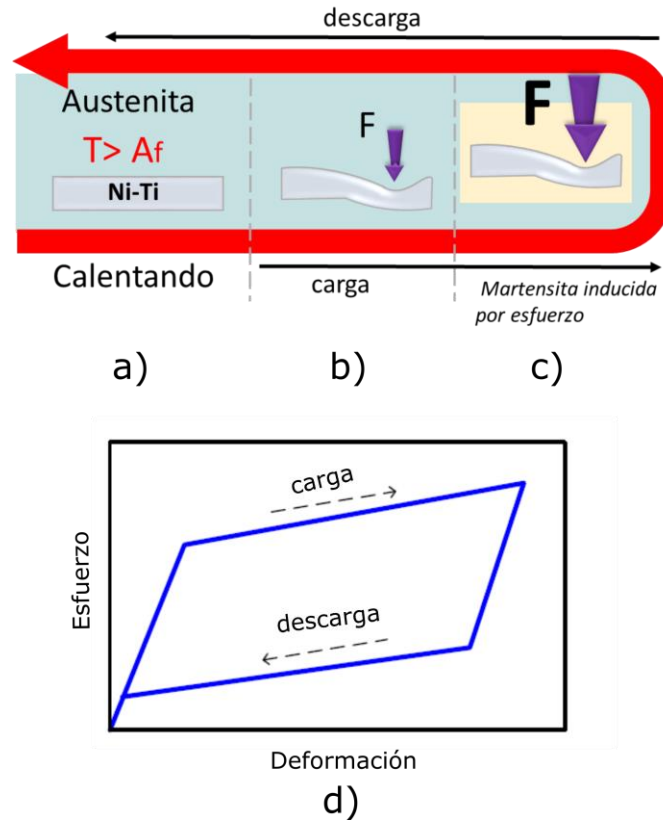 descarga
Austenita
T> Af
Ni-Ti
F
F
Calentando
carga
Martensita inducida
por esfuerzo
a)
b)
c)
carga
descarga
Esfuerzo
Deformación
d)